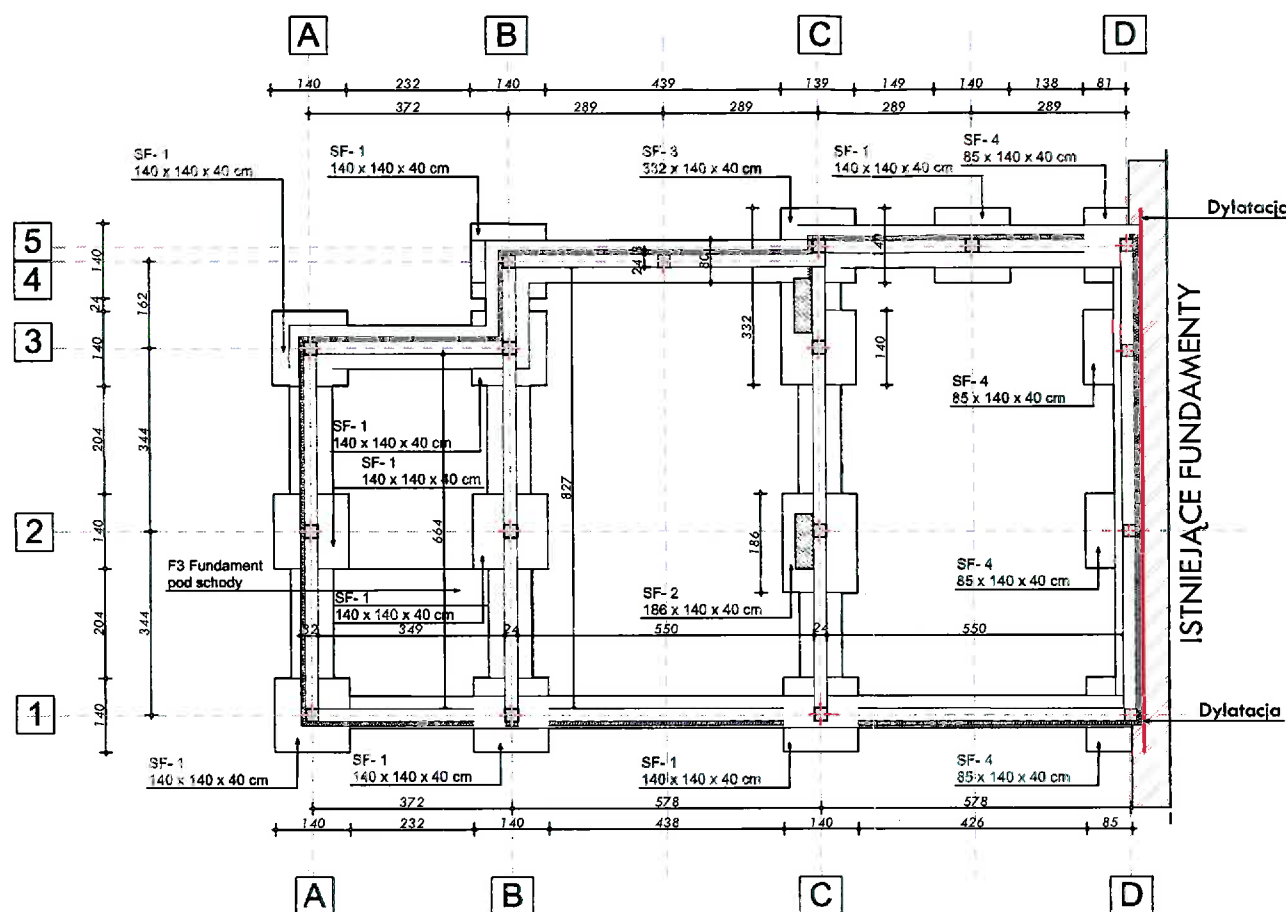 A B C D
140 232 140 439 139 149 140 138 81
372 289 289 289 289
SF- 1
140 x 140 x 40 cm
SF- 1
140 x 140 x 40 cm
SF- 3
332 x 140 x 40 cm
SF- 1
140 x 140 x 40 cm
SF- 4
85 x 140 x 40 cm
Dylatacja
5
4
3
2
1
140
24
140
204
140
204
140
162
344
344
24
80
332
140
186
827
664
SF- 1
140 x 140 x 40 cm
SF- 1
140 x 140 x 40 cm
SF- 4
85 x 140 x 40 cm
ISTNIEJĄCE FUNDAMENTY
F3 Fundament
pod schody
SF- 1
140 x 140 x 40 cm
SF- 2
186 x 140 x 40 cm
SF- 4
85 x 140 x 40 cm
32 349 24 550 24 550
Dylatacja
SF- 1
140 x 140 x 40 cm
SF- 1
140 x 140 x 40 cm
SF- 1
140 x 140 x 40 cm
SF- 4
85 x 140 x 40 cm
372 578 578
140 232 140 438 140 426 85
A B C D